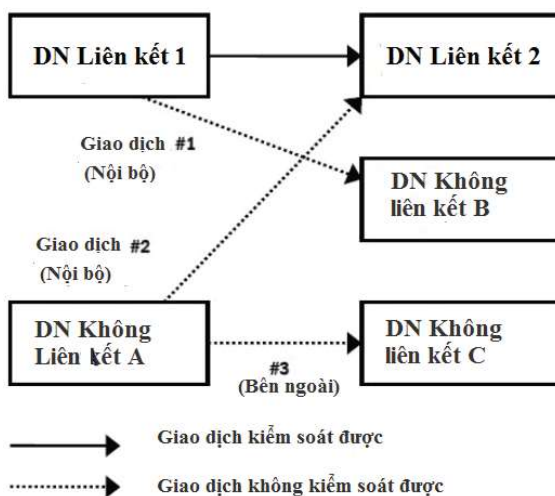 DN Liên kết 1
DN Liên kết 2
Giao dịch #1
(Nội bộ)
DN Không
liên kết B
Giao dịch #2
(Nội bộ)
DN Không
Liên kết A
#3
(Bên ngoài)
DN Không
liên kết C
Giao dịch kiểm soát được
Giao dịch không kiểm soát được